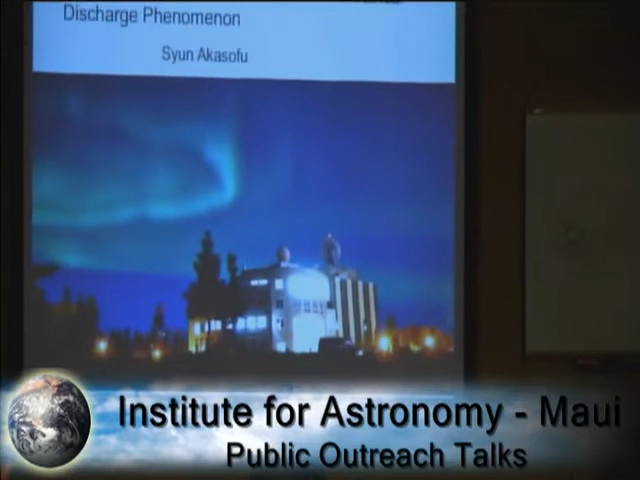 Discharge Phenomenon
Syun Akasofu
Institute for Astronomy - Maui
Public Outreach Talks